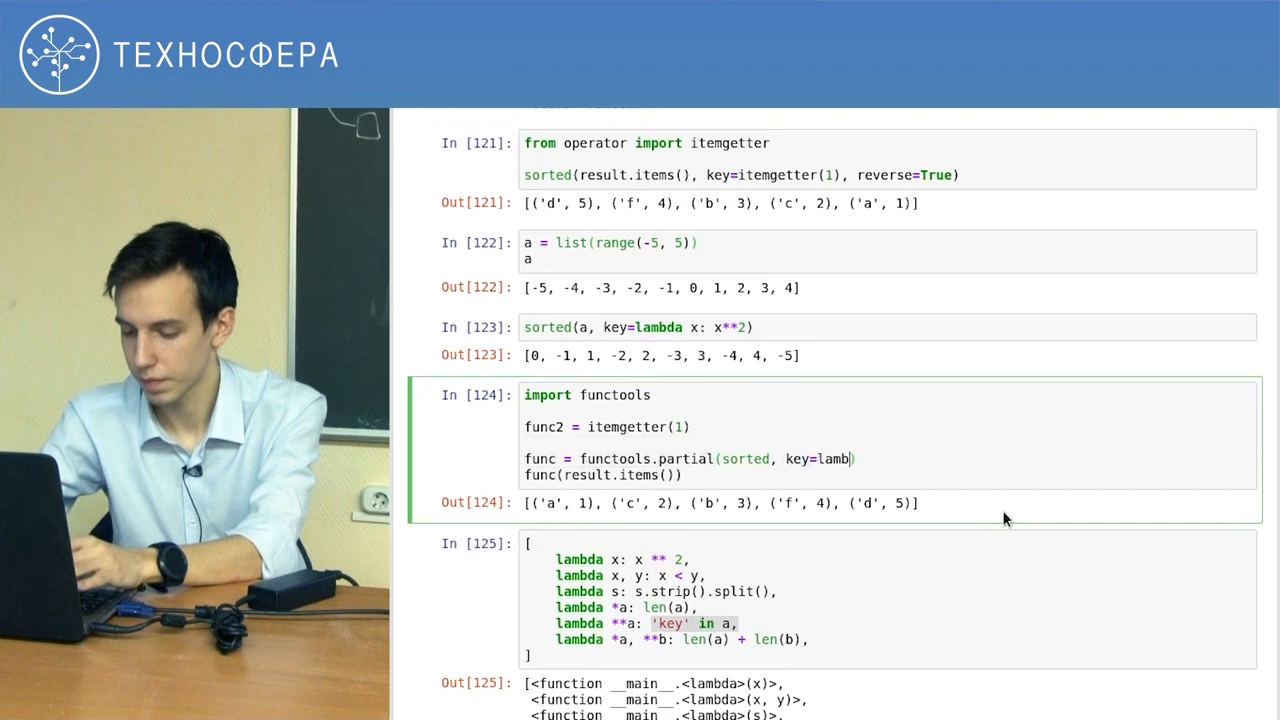 ТЕХНОСФЕРА
In [121]: from operator import itemgetter
sorted(result.items(), key=itemgetter(1), reverse=True)
Out[121]: [('d', 5), ('f', 4), ('b', 3), ('c', 2), ('a', 1)]
In [122]: a = list(range(-5, 5))
a
Out[122]: [-5, -4, -3, -2, -1, 0, 1, 2, 3, 4]
In [123]: sorted(a, key=lambda x: x**2)
Out[123]: [0, -1, 1, -2, 2, -3, 3, -4, 4, -5]
In [124]: import functools
func2 = itemgetter(1)
func = functools.partial(sorted, key=lamb)
func(result.items())
Out[124]: [('a', 1), ('c', 2), ('b', 3), ('f', 4), ('d', 5)]
In [125]: [
lambda x: x ** 2,
lambda x, y: x < y,
lambda s: s.strip().split(),
lambda *a: len(a),
lambda **a: 'key' in a,
lambda *a, **b: len(a) + len(b),
]
Out[125]: [<function __main__.<lambda>(x)>,
<function __main__.<lambda>(x, y)>,
<function __main__.<lambda>(s)>,